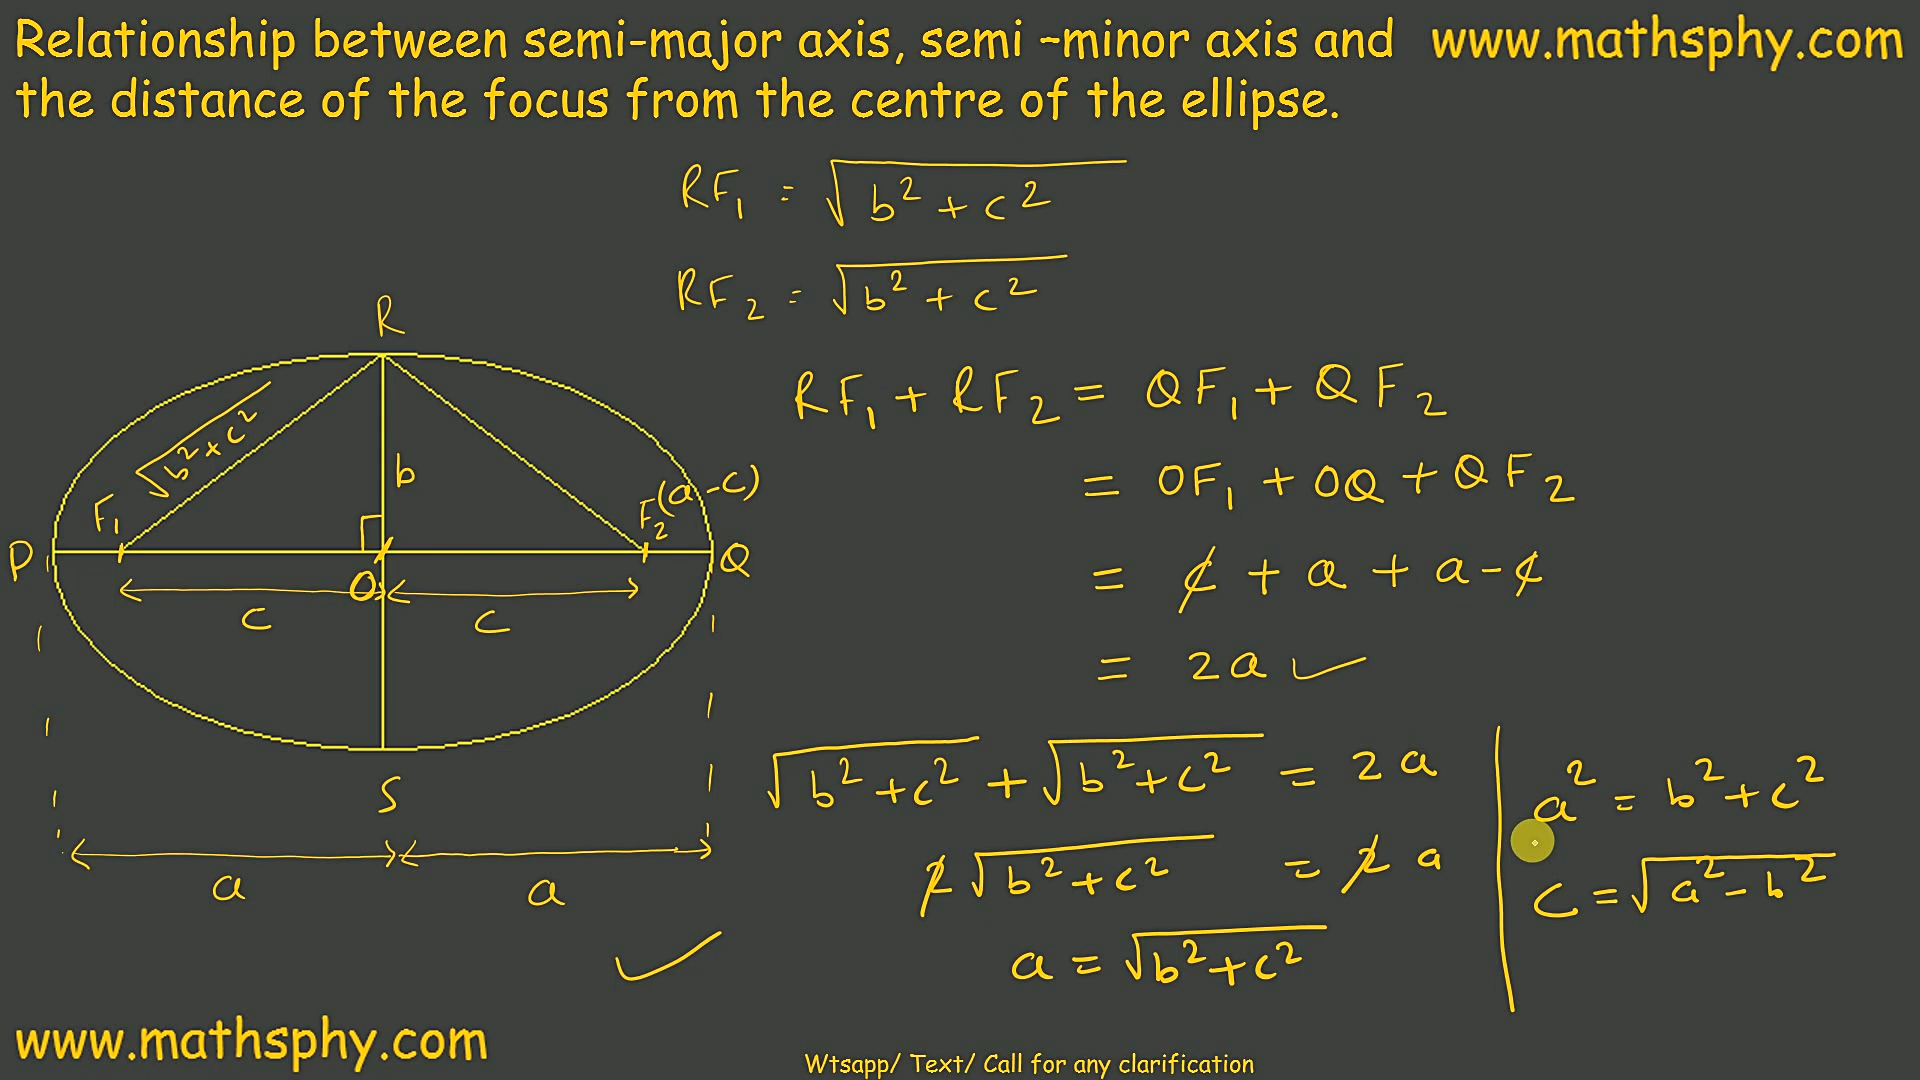 Relationship between semi-major axis, semi -minor axis and www.mathsphy.com
the distance of the focus from the centre of the ellipse.
RF₁ = √(b² + c²)
RF₂ = √(b² + c²)
R
RF₁ + RF₂ = QF₁ + QF₂
√(b² + c²)
b
= OF₁ + OQ + QF₂
F₁
F₂
(a - c)
P
O
Q
= c + a + a - c
c
c
= 2a ✓
√(b² + c²) + √(b² + c²) = 2a
S
2√(b² + c²) = 2a
a
a
a = √(b² + c²)
a² = b² + c²
c = √(a² - b²)
✓
www.mathsphy.com
Wtsapp/ Text/ Call for any clarification